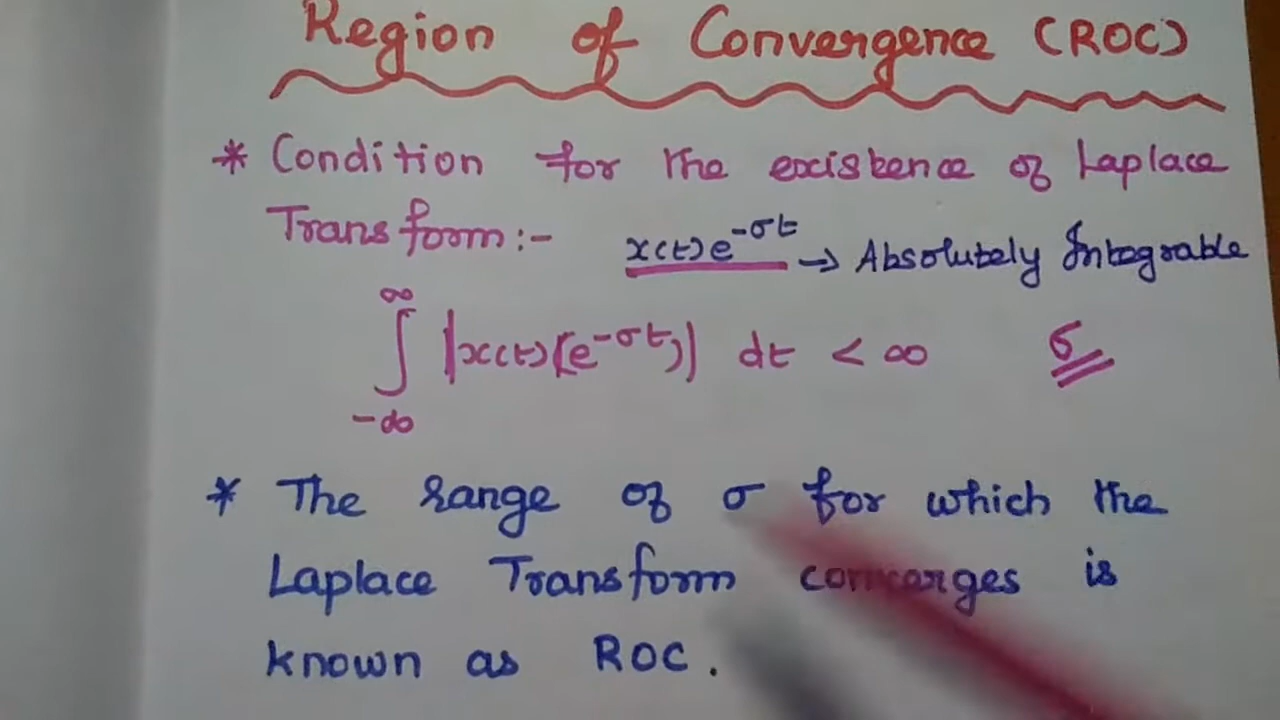 Region of Convergence (ROC)
* Condition for the existence of Laplace
Transform:- x(t)e^-σt → Absolutely Integrable
∞
∫ |x(t)(e^-σt)| dt < ∞ σ
-∞
* The range of σ for which the
Laplace Transform converges is
known as ROC.